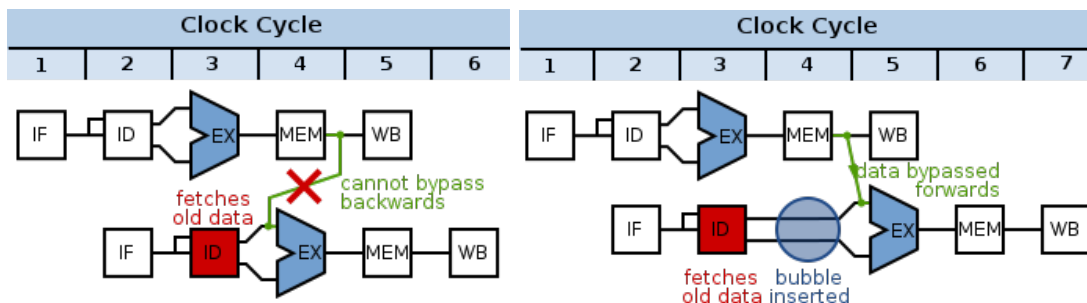 Clock Cycle
1 2 3 4 5 6
IF ID EX MEM WB
fetches
old data
cannot bypass
backwards
IF ID EX MEM WB
Clock Cycle
1 2 3 4 5 6 7
IF ID EX MEM WB
data bypassed
forwards
IF ID EX MEM WB
fetches
old data
bubble
inserted